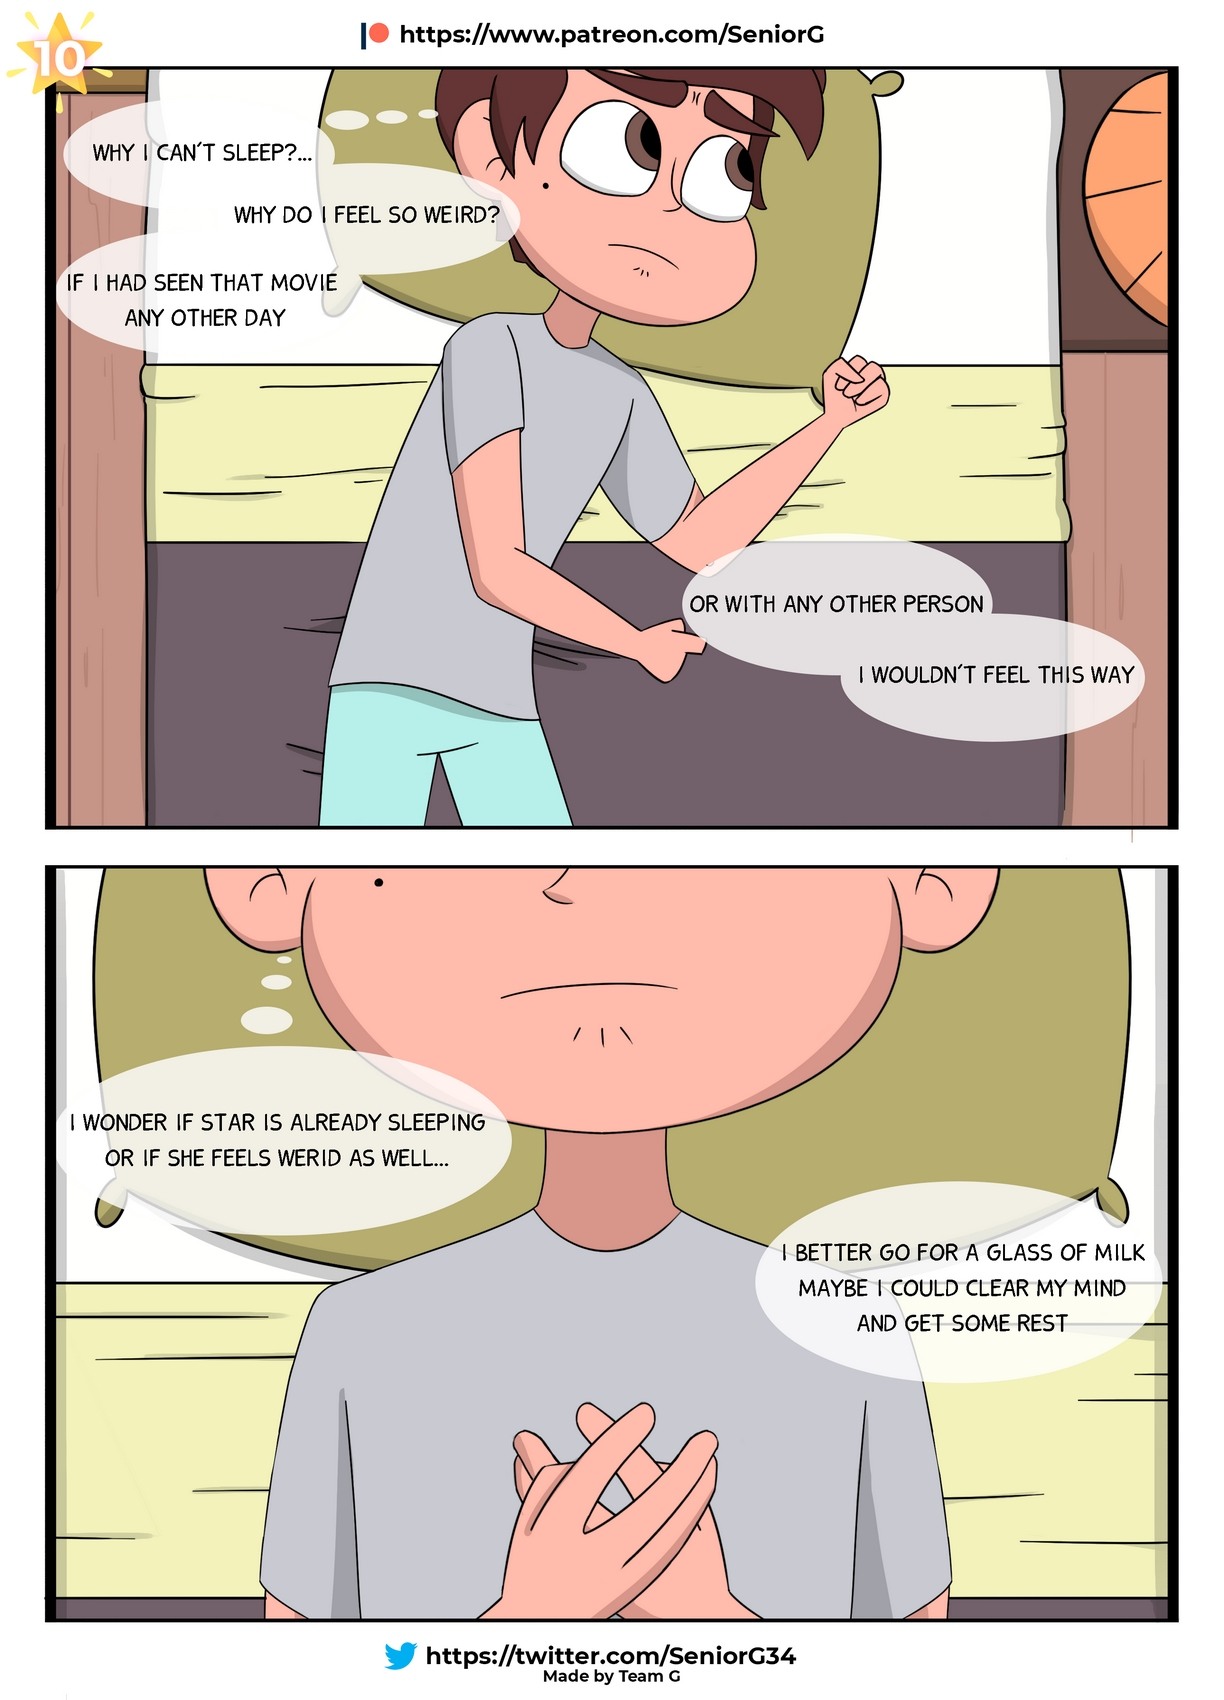 10
https://www.patreon.com/SeniorG
WHY I CAN'T SLEEP?...
WHY DO I FEEL SO WEIRD?
IF I HAD SEEN THAT MOVIE
ANY OTHER DAY
OR WITH ANY OTHER PERSON
I WOULDN'T FEEL THIS WAY
I WONDER IF STAR IS ALREADY SLEEPING
OR IF SHE FEELS WERID AS WELL...
I BETTER GO FOR A GLASS OF MILK
MAYBE I COULD CLEAR MY MIND
AND GET SOME REST
https://twitter.com/SeniorG34
Made by Team G